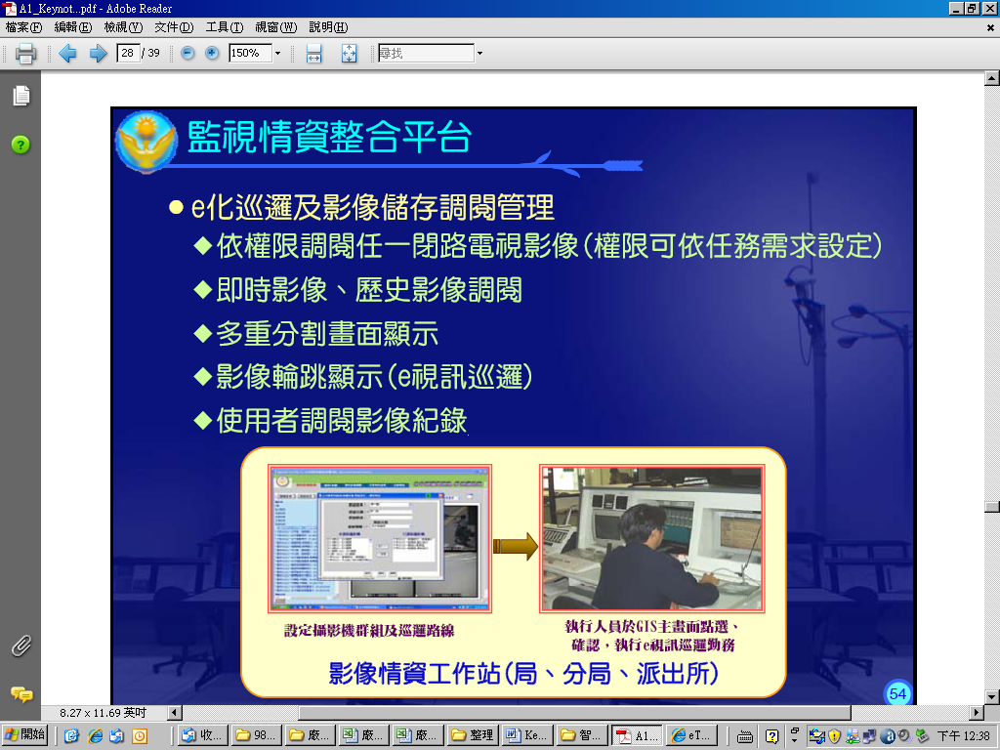 A1_Keynot...pdf - Adobe Reader
檔案(F) 編輯(E) 檢視(V) 文件(D) 工具(T) 視窗(W) 說明(H)
28 / 39 150% 尋找
監視情資整合平台
e化巡邏及影像儲存調閱管理
依權限調閱任一閉路電視影像(權限可依任務需求設定)
即時影像、歷史影像調閱
多重分割畫面顯示
影像輪跳顯示(e視訊巡邏)
使用者調閱影像紀錄
設定攝影機群組及巡邏路線
執行人員於GIS主畫面點選、
確認，執行e視訊巡邏勤務
影像情資工作站(局、分局、派出所)
54
8.27 x 11.69 英吋
開始 收... 98... 廠... 廠... 廠... 整理 Ke... 智... A1... eT... 下午 12:38